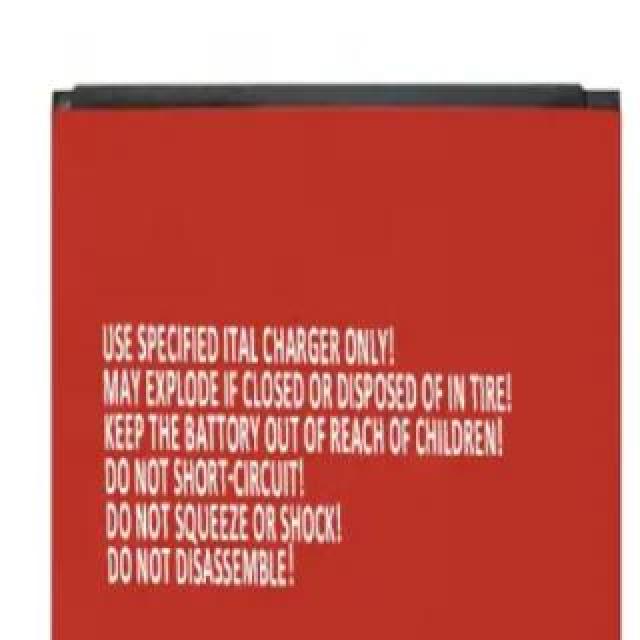 USE SPECIFIED ITAL CHARGER ONLY!
MAY EXPLODE IF CLOSED OR DISPOSED OF IN TIRE!
KEEP THE BATTORY OUT OF REACH OF CHILDREN!
DO NOT SHORT-CIRCUIT!
DO NOT SQUEEZE OR SHOCK!
DO NOT DISASSEMBLE!